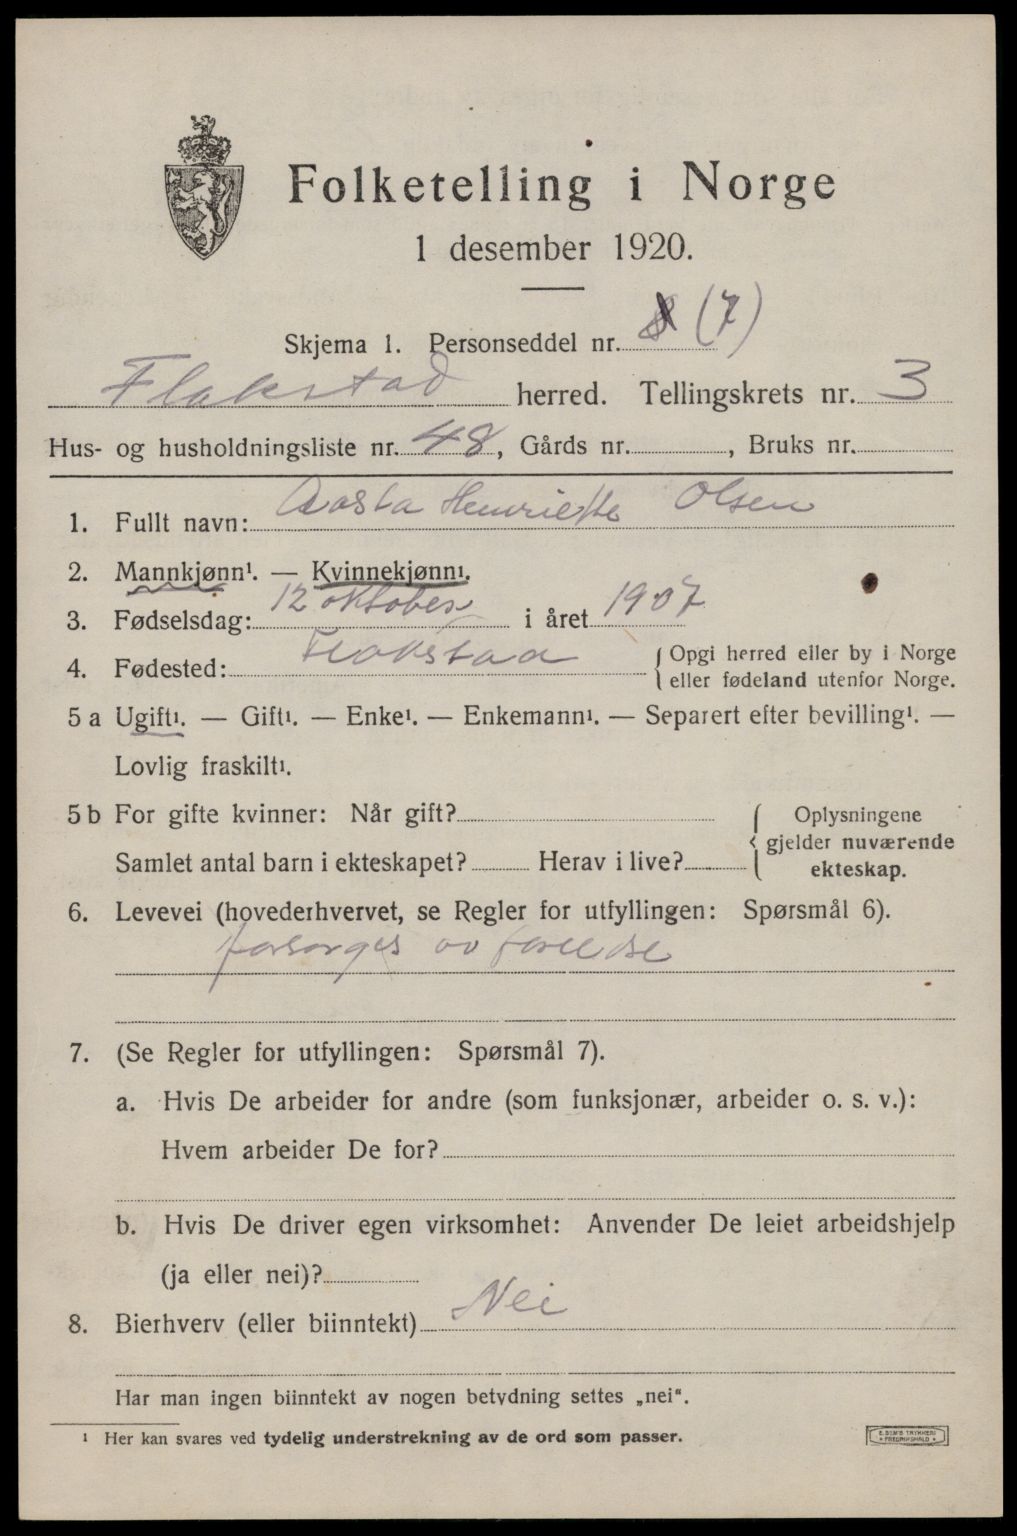 Folketelling i Norge
1 desember 1920.
Skjema 1. Personseddel nr. 8 (7)
Flakstad herred. Tellingskrets nr. 3
Hus- og husholdningsliste nr. 48, Gårds nr. , Bruks nr.
1. Fullt navn: Aasta Henriette Olsen
2. Mannkjønn¹. — Kvinnekjønn¹.
3. Fødselsdag: 12 oktober i året 1907
4. Fødested: Flakstad { Opgi herred eller by i Norge
eller fødeland utenfor Norge.
5 a Ugift¹. — Gift¹. — Enke¹. — Enkemann¹. — Separert efter bevilling¹. —
Lovlig fraskilt¹.
5 b For gifte kvinner: Når gift? { Oplysningene
gjelder nuværende
Samlet antal barn i ekteskapet? Herav i live? ekteskap.
6. Levevei (hovederhvervet, se Regler for utfyllingen: Spørsmål 6).
forsørges av foreldre
7. (Se Regler for utfyllingen: Spørsmål 7).
a. Hvis De arbeider for andre (som funksjonær, arbeider o. s. v.):
Hvem arbeider De for?
b. Hvis De driver egen virksomhet: Anvender De leiet arbeidshjelp
(ja eller nei)?
8. Bierhverv (eller biinntekt) Nei
Har man ingen biinntekt av nogen betydning settes „nei“.
¹ Her kan svares ved tydelig understrekning av de ord som passer.
E. SEM'S TRYKKERI
FREDRIKSHALD